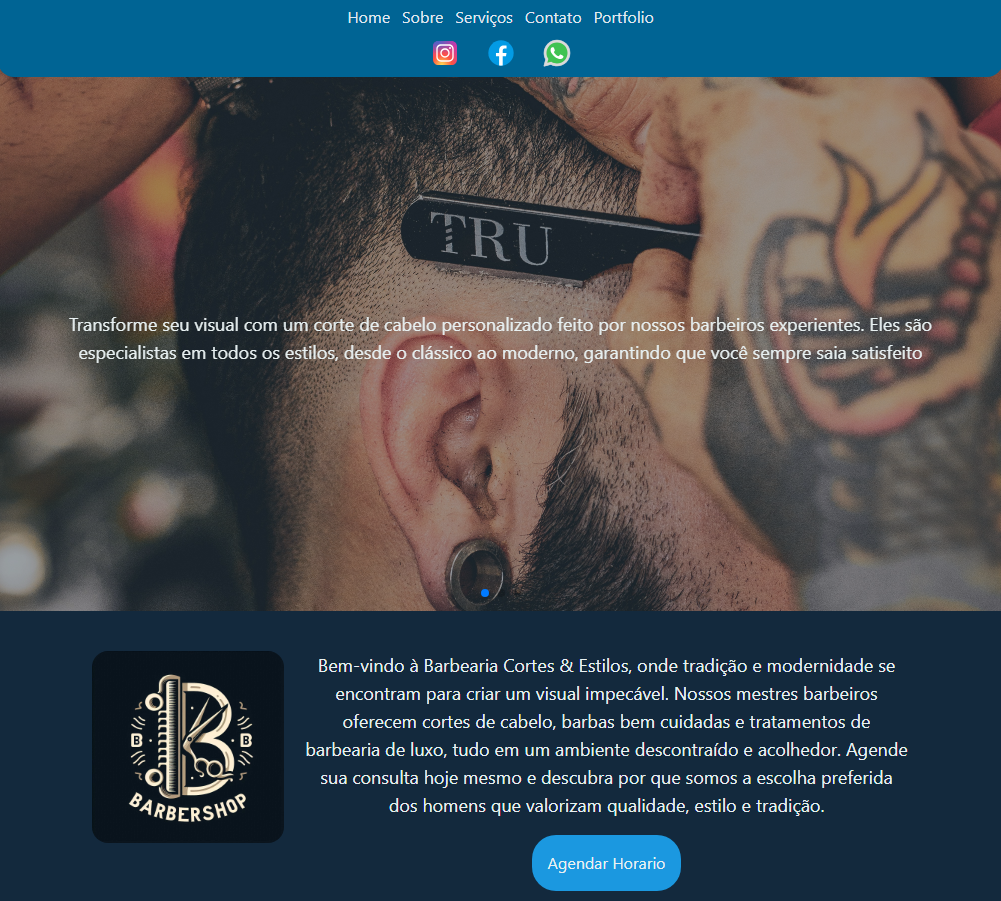 Home Sobre Serviços Contato Portfolio
TRU
Transforme seu visual com um corte de cabelo personalizado feito por nossos barbeiros experientes. Eles são
especialistas em todos os estilos, desde o clássico ao moderno, garantindo que você sempre saia satisfeito
B B B
BARBERSHOP
Bem-vindo à Barbearia Cortes & Estilos, onde tradição e modernidade se
encontram para criar um visual impecável. Nossos mestres barbeiros
oferecem cortes de cabelo, barbas bem cuidadas e tratamentos de
barbearia de luxo, tudo em um ambiente descontraído e acolhedor. Agende
sua consulta hoje mesmo e descubra por que somos a escolha preferida
dos homens que valorizam qualidade, estilo e tradição.
Agendar Horario